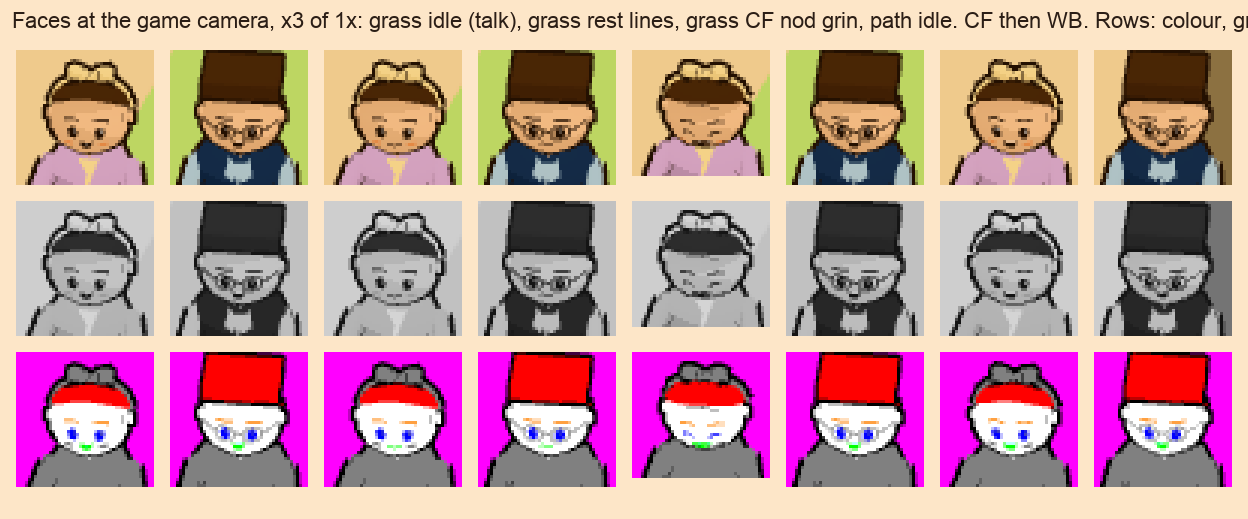 Faces at the game camera, x3 of 1x: grass idle (talk), grass rest lines, grass CF nod grin, path idle. CF then WB. Rows: colour,